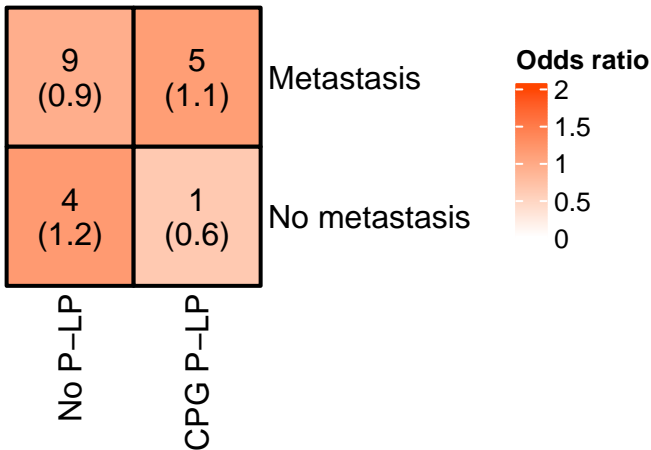 9
(0.9)
5
(1.1)
Metastasis
4
(1.2)
1
(0.6)
No metastasis
No P−LP
CPG P−LP
Odds ratio
2
1.5
1
0.5
0